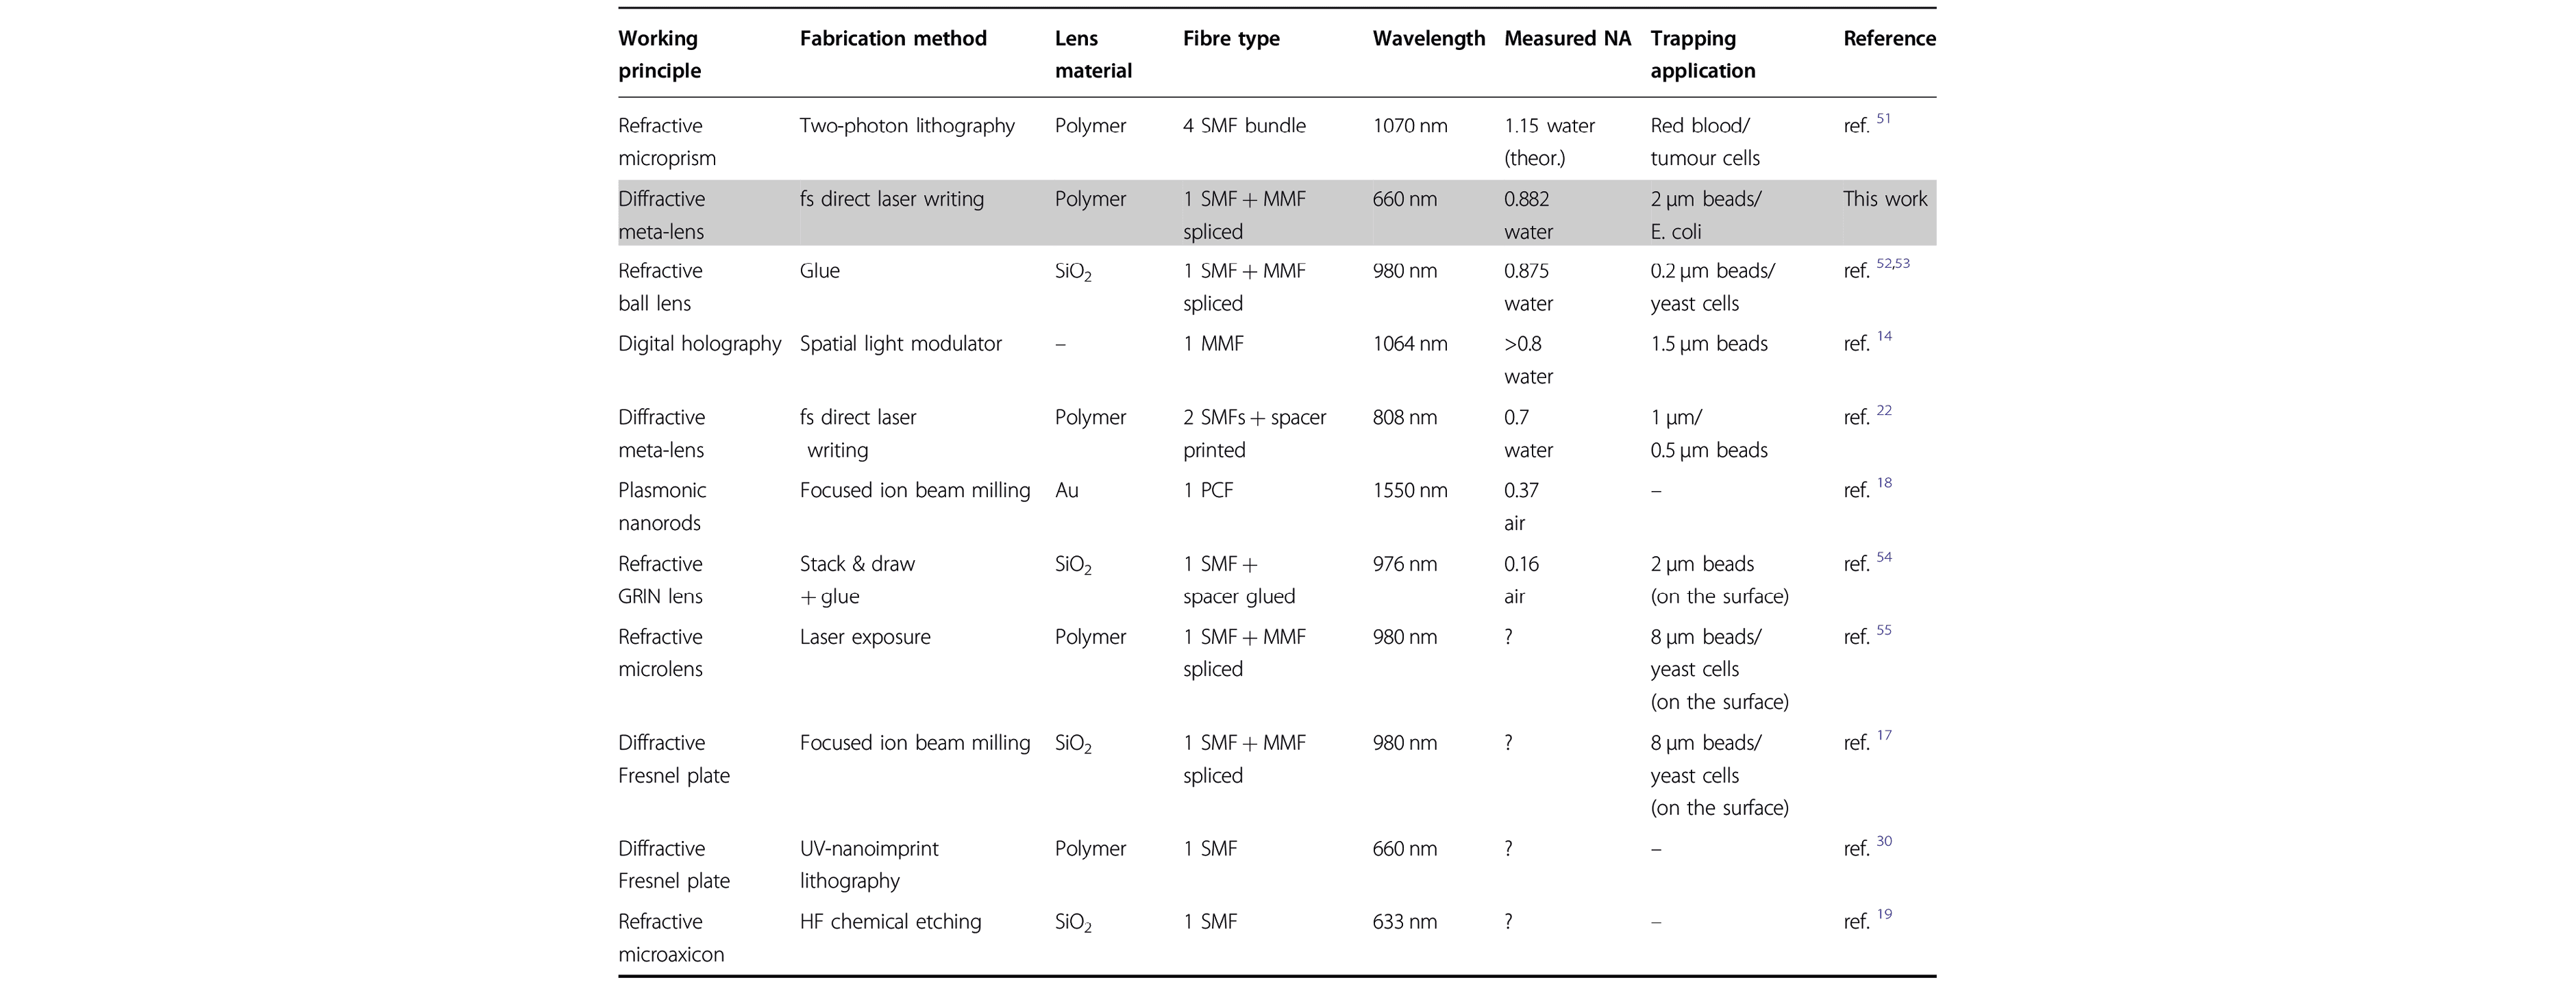 Working Fabrication method Lens Fibre type Wavelength Measured NA Trapping Reference
principle material application
Refractive Two-photon lithography Polymer 4 SMF bundle 1070 nm 1.15 water Red blood/ ref. 51
microprism (theor.) tumour cells
Diffractive fs direct laser writing Polymer 1 SMF + MMF 660 nm 0.882 2 µm beads/ This work
meta-lens spliced water E. coli
Refractive Glue SiO2 1 SMF + MMF 980 nm 0.875 0.2 µm beads/ ref. 52,53
ball lens spliced water yeast cells
Digital holography Spatial light modulator – 1 MMF 1064 nm >0.8 1.5 µm beads ref. 14
water
Diffractive fs direct laser Polymer 2 SMFs + spacer 808 nm 0.7 1 µm/ ref. 22
meta-lens writing printed water 0.5 µm beads
Plasmonic Focused ion beam milling Au 1 PCF 1550 nm 0.37 – ref. 18
nanorods air
Refractive Stack & draw SiO2 1 SMF + 976 nm 0.16 2 µm beads ref. 54
GRIN lens + glue spacer glued air (on the surface)
Refractive Laser exposure Polymer 1 SMF + MMF 980 nm ? 8 µm beads/ ref. 55
microlens spliced yeast cells
(on the surface)
Diffractive Focused ion beam milling SiO2 1 SMF + MMF 980 nm ? 8 µm beads/ ref. 17
Fresnel plate spliced yeast cells
(on the surface)
Diffractive UV-nanoimprint Polymer 1 SMF 660 nm ? – ref. 30
Fresnel plate lithography
Refractive HF chemical etching SiO2 1 SMF 633 nm ? – ref. 19
microaxicon